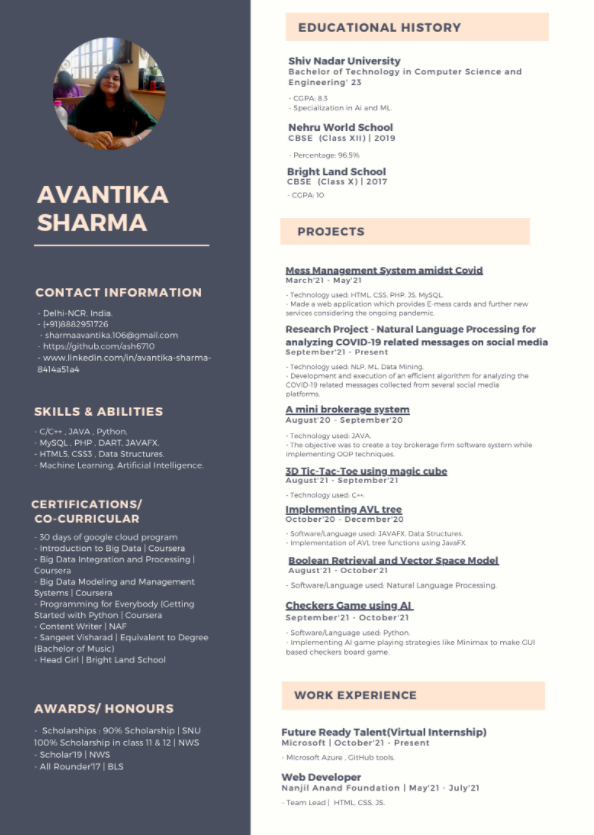 AVANTIKA
SHARMA
CONTACT INFORMATION
- Delhi-NCR, India.
- (+91)8882951726
- sharmaavantika.106@gmail.com
- https://github.com/ash6710
- www.linkedin.com/in/avantika-sharma-
8414a51a4
SKILLS & ABILITIES
- C/C++ , JAVA , Python.
- MySQL , PHP , DART, JAVAFX.
- HTML5, CSS3 , Data Structures.
- Machine Learning, Artificial Intelligence.
CERTIFICATIONS/
CO-CURRICULAR
- 30 days of google cloud program
- Introduction to Big Data | Coursera
- Big Data Integration and Processing |
Coursera
- Big Data Modeling and Management
Systems | Coursera
- Programming for Everybody (Getting
Started with Python | Coursera
- Content Writer | NAF
- Sangeet Visharad | Equivalent to Degree
(Bachelor of Music)
- Head Girl | Bright Land School
AWARDS/ HONOURS
- Scholarships : 90% Scholarship | SNU
100% Scholarship in class 11 & 12 | NWS
- Scholar'19 | NWS
- All Rounder'17 | BLS
EDUCATIONAL HISTORY
Shiv Nadar University
Bachelor of Technology in Computer Science and
Engineering' 23
- CGPA: 8.3
- Specialization in Ai and ML.
Nehru World School
CBSE (Class XII) | 2019
- Percentage: 96.5%
Bright Land School
CBSE (Class X) | 2017
- CGPA: 10
PROJECTS
Mess Management System amidst Covid
March'21 - May'21
- Technology used: HTML, CSS, PHP, JS, MySQL.
- Made a web application which provides E-mess cards and further new
services considering the ongoing pandemic.
Research Project - Natural Language Processing for
analyzing COVID-19 related messages on social media
September'21 - Present
- Technology used: NLP, ML, Data Mining.
- Development and execution of an efficient algorithm for analyzing the
COVID-19 related messages collected from several social media
platforms.
A mini brokerage system
August'20 - September'20
- Technology used: JAVA.
- The objective was to create a toy brokerage firm software system while
implementing OOP techniques.
3D Tic-Tac-Toe using magic cube
August'21 - September'21
- Technology used: C++.
Implementing AVL tree
October'20 - December'20
- Software/Language used: JAVAFX, Data Structures.
- Implementation of AVL tree functions using JavaFX.
Boolean Retrieval and Vector Space Model
August'21 - October'21
- Software/Language used: Natural Language Processing.
Checkers Game using AI
September'21 - October'21
- Software/Language used: Python.
- Implementing AI game playing strategies like Minimax to make GUI
based checkers board game.
WORK EXPERIENCE
Future Ready Talent(Virtual Internship)
Microsoft | October'21 - Present
- Microsoft Azure , GitHub tools.
Web Developer
Nanjil Anand Foundation | May'21 - July'21
- Team Lead | HTML, CSS, JS.